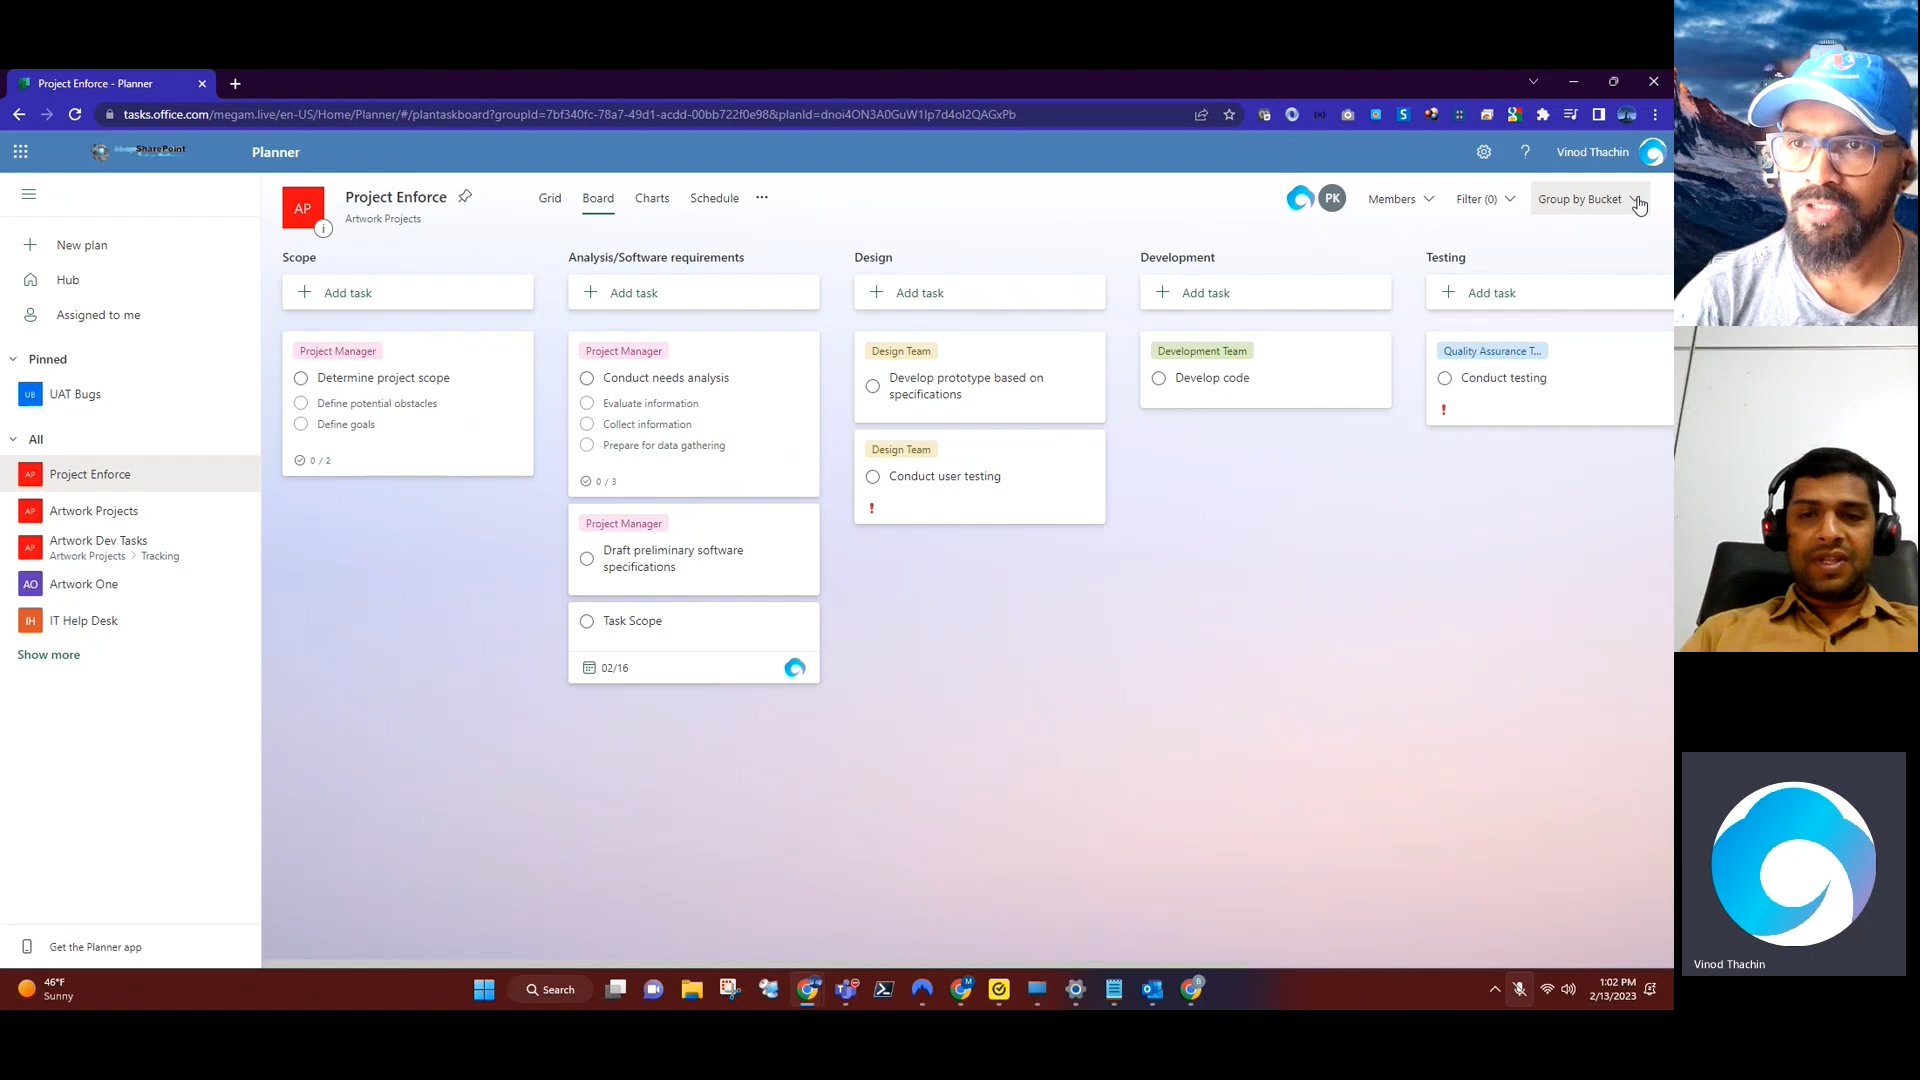 Project Enforce - Planner
tasks.office.com/megam.live/en-US/Home/Planner/#/plantaskboard?groupId=7bf340fc-78a7-49d1-acdd-00bb722f0e98&planId=dnoi4ON3A0GuW1Ip7d4oI2QAGxPb
SharePoint
Planner
Vinod Thachin
AP
Project Enforce
Artwork Projects
Grid
Board
Charts
Schedule
PK
Members
Filter (0)
Group by Bucket
New plan
Hub
Assigned to me
Pinned
UB UAT Bugs
All
AP Project Enforce
AP Artwork Projects
AP Artwork Dev Tasks
Artwork Projects > Tracking
AO Artwork One
IH IT Help Desk
Show more
Get the Planner app
Scope
Add task
Project Manager
Determine project scope
Define potential obstacles
Define goals
0 / 2
Analysis/Software requirements
Add task
Project Manager
Conduct needs analysis
Evaluate information
Collect information
Prepare for data gathering
0 / 3
Project Manager
Draft preliminary software
specifications
Task Scope
02/16
Design
Add task
Design Team
Develop prototype based on
specifications
Design Team
Conduct user testing
Development
Add task
Development Team
Develop code
Testing
Add task
Quality Assurance T...
Conduct testing
46°F
Sunny
Search
1:02 PM
2/13/2023
Vinod Thachin